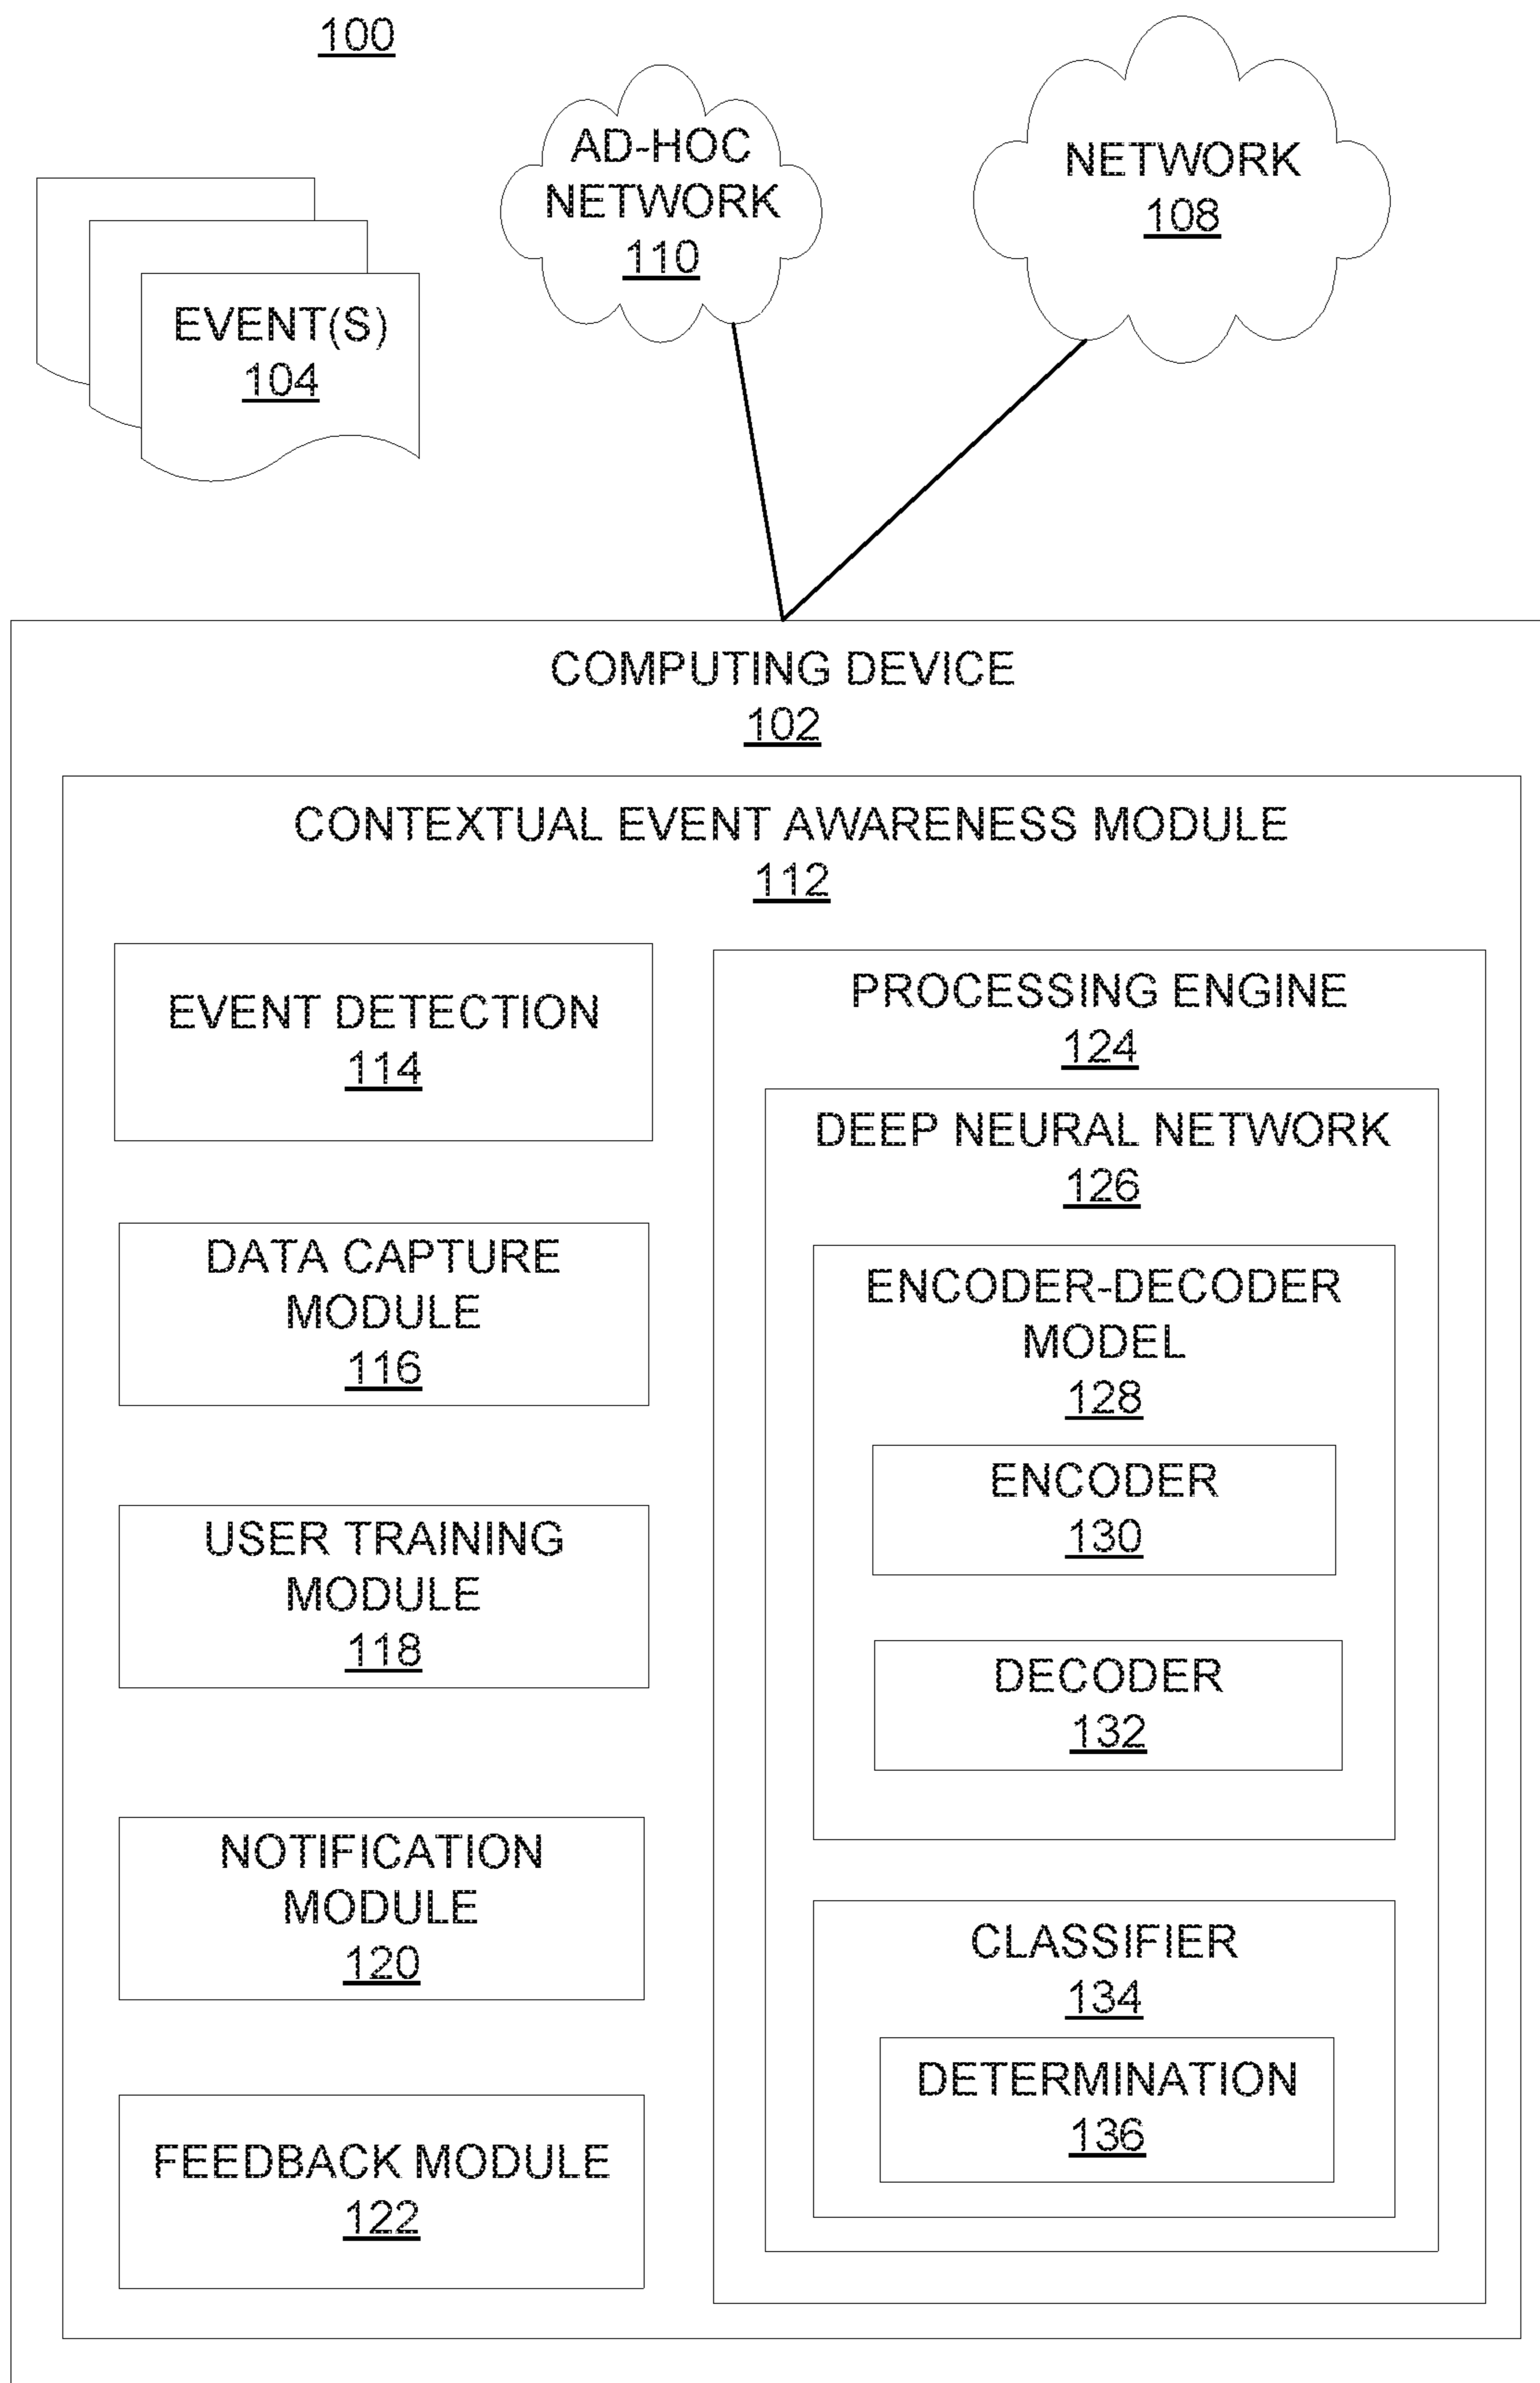 100
AD-HOC
NETWORK
110
NETWORK
108
EVENT(S)
104
COMPUTING DEVICE
102
CONTEXTUAL EVENT AWARENESS MODULE
112
EVENT DETECTION
114
DATA CAPTURE
MODULE
116
USER TRAINING
MODULE
118
NOTIFICATION
MODULE
120
FEEDBACK MODULE
122
PROCESSING ENGINE
124
DEEP NEURAL NETWORK
126
ENCODER-DECODER
MODEL
128
ENCODER
130
DECODER
132
CLASSIFIER
134
DETERMINATION
136